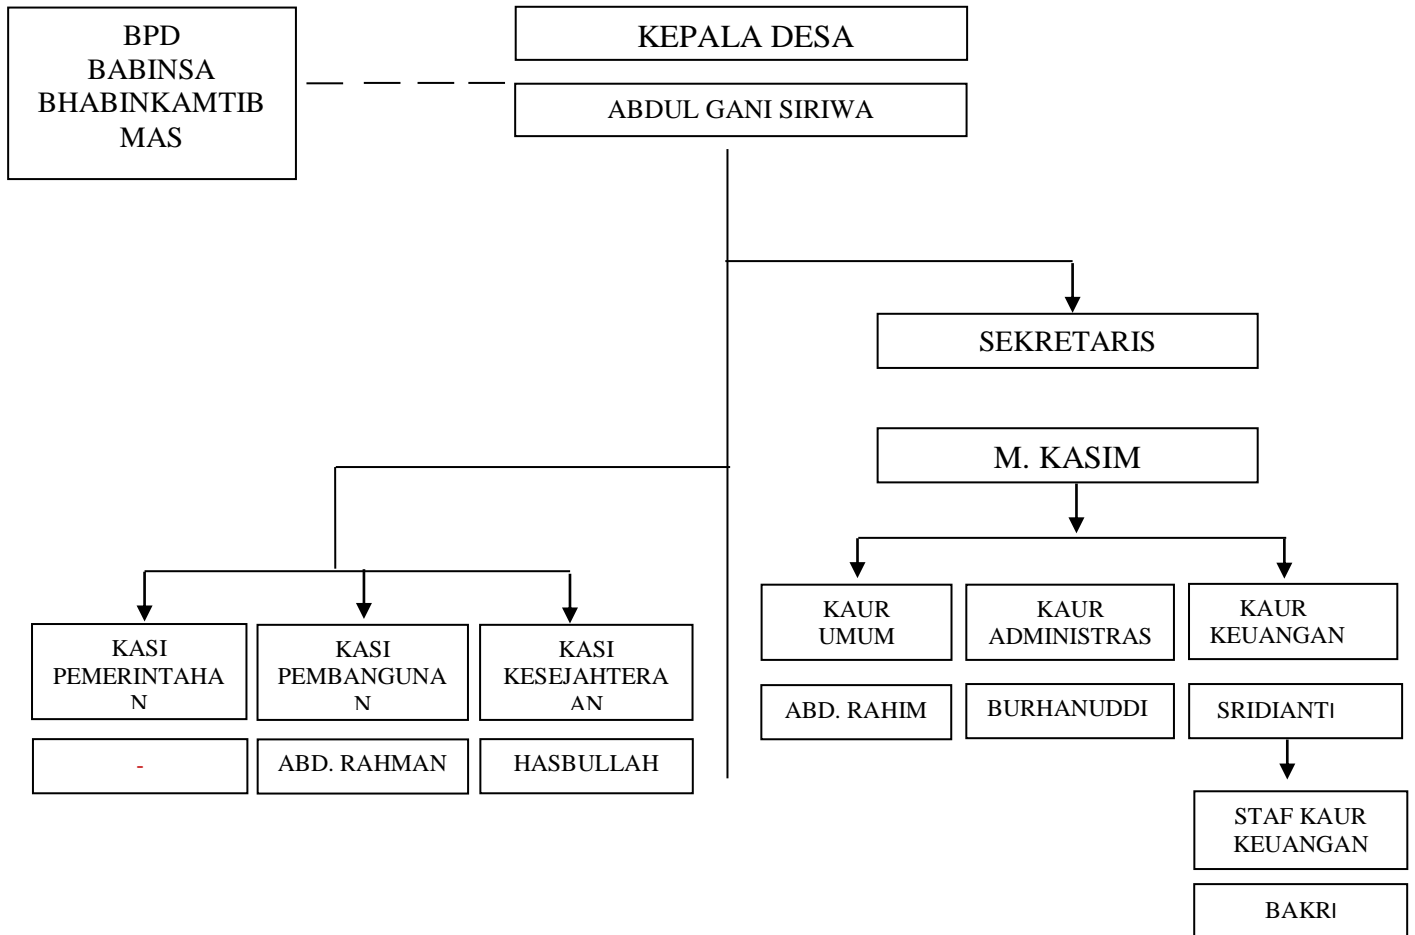 BPD
BABINSA
BHABINKAMTIB
MAS
KEPALA DESA
ABDUL GANI SIRIWA
SEKRETARIS
M. KASIM
KAUR
UMUM
KAUR
ADMINISTRAS
KAUR
KEUANGAN
ABD. RAHIM
BURHANUDDI
SRIDIANTI
STAF KAUR
KEUANGAN
BAKRI
KASI
PEMERINTAHA
N
KASI
PEMBANGUNA
N
KASI
KESEJAHTERA
AN
-
ABD. RAHMAN
HASBULLAH